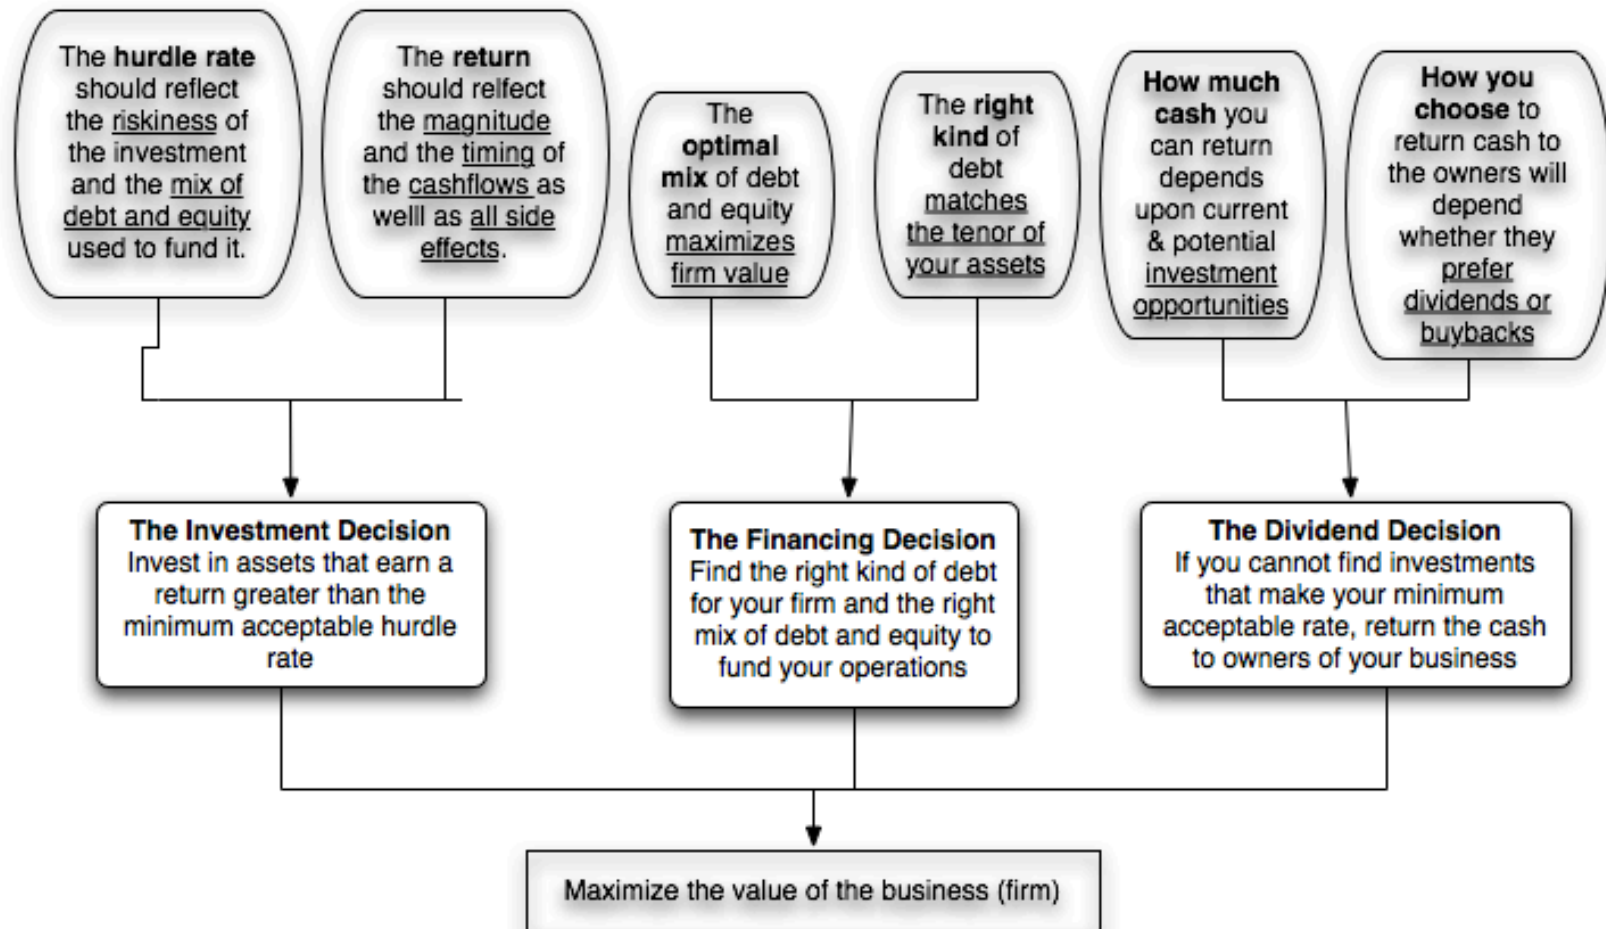 The hurdle rate
should reflect
the riskiness of
the investment
and the mix of
debt and equity
used to fund it.
The return
should relfect
the magnitude
and the timing of
the cashflows as
welll as all side
effects.
The
optimal
mix of debt
and equity
maximizes
firm value
The right
kind of
debt
matches
the tenor of
your assets
How much
cash you
can return
depends
upon current
& potential
investment
opportunities
How you
choose to
return cash to
the owners will
depend
whether they
prefer
dividends or
buybacks
The Investment Decision
Invest in assets that earn a
return greater than the
minimum acceptable hurdle
rate
The Financing Decision
Find the right kind of debt
for your firm and the right
mix of debt and equity to
fund your operations
The Dividend Decision
If you cannot find investments
that make your minimum
acceptable rate, return the cash
to owners of your business
Maximize the value of the business (firm)